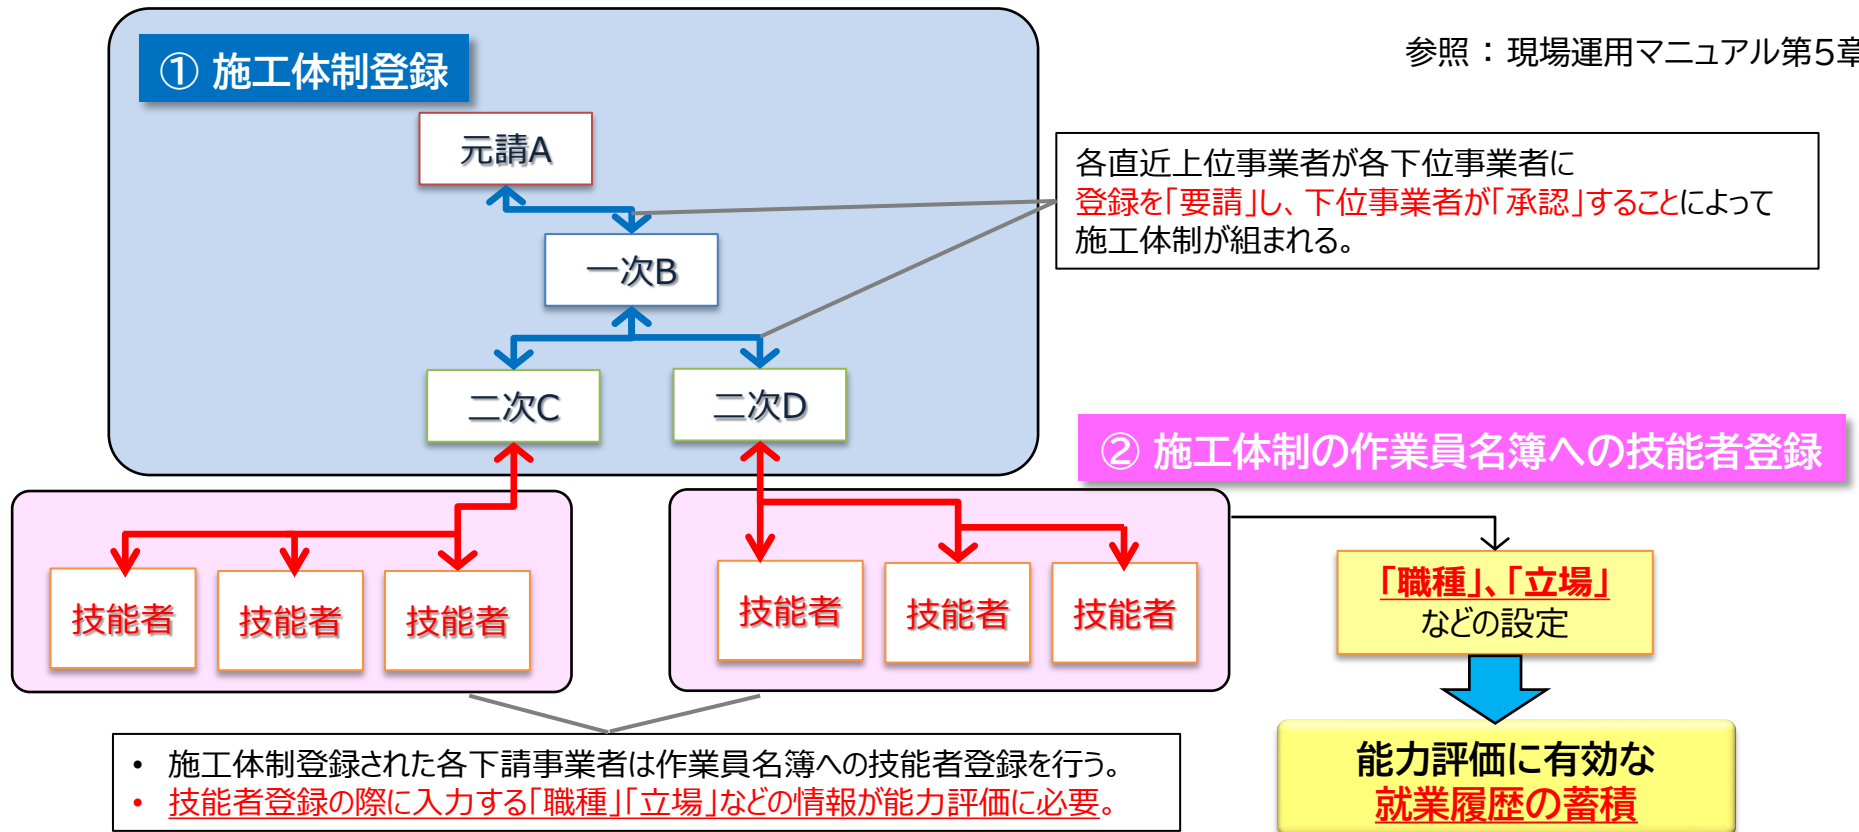 ① 施工体制登録
参照：現場運用マニュアル第5章
元請A
各直近上位事業者が各下位事業者に
登録を「要請」し、下位事業者が「承認」することによって
施工体制が組まれる。
一次B
二次C
二次D
② 施工体制の作業員名簿への技能者登録
技能者
技能者
技能者
技能者
技能者
技能者
「職種」、「立場」
などの設定
• 施工体制登録された各下請事業者は作業員名簿への技能者登録を行う。
• 技能者登録の際に入力する「職種」「立場」などの情報が能力評価に必要。
能力評価に有効な
就業履歴の蓄積